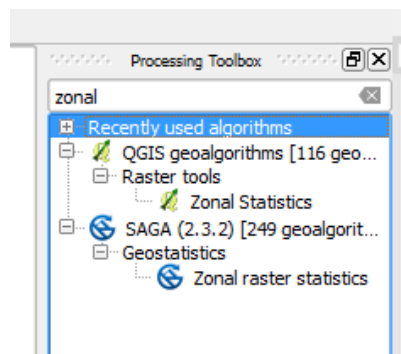 Processing Toolbox
zonal
Recently used algorithms
QGIS geoalgorithms [116 geo...
Raster tools
Zonal Statistics
SAGA (2.3.2) [249 geoalgorit...
Geostatistics
Zonal raster statistics